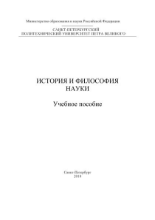 Министерство образования и науки Российской Федерации
САНКТ-ПЕТЕРБУРГСКИЙ
ПОЛИТЕХНИЧЕСКИЙ УНИВЕРСИТЕТ ПЕТРА ВЕЛИКОГО
ИСТОРИЯ И ФИЛОСОФИЯ
НАУКИ
Учебное пособие
Санкт-Петербург